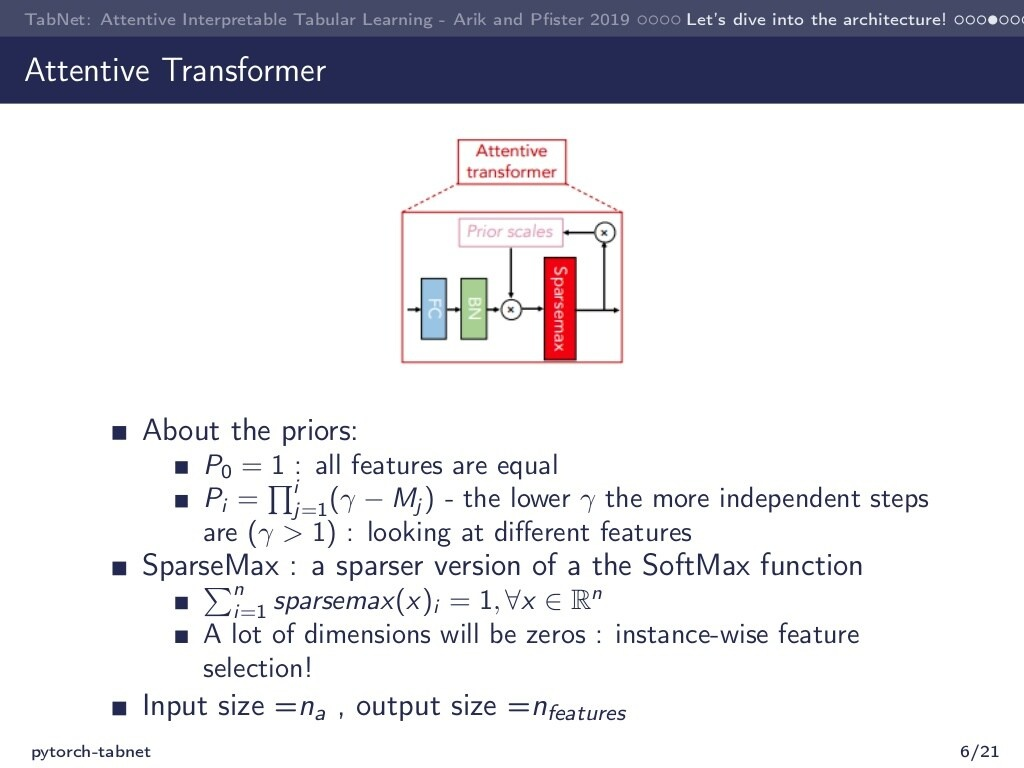 TabNet: Attentive Interpretable Tabular Learning - Arik and Pfister 2019 Let's dive into the architecture!
Attentive Transformer
Attentive
transformer
Prior scales
FC
BN
Sparsemax
■ About the priors:
■ P₀ = 1 : all features are equal
■ Pᵢ = ∏ⁱⱼ₌₁(γ − Mⱼ) - the lower γ the more independent steps
are (γ > 1) : looking at different features
■ SparseMax : a sparser version of a the SoftMax function
■ ∑ⁿᵢ₌₁ sparsemax(x)ᵢ = 1, ∀x ∈ ℝⁿ
■ A lot of dimensions will be zeros : instance-wise feature
selection!
■ Input size =nₐ , output size =n_features
pytorch-tabnet
6/21